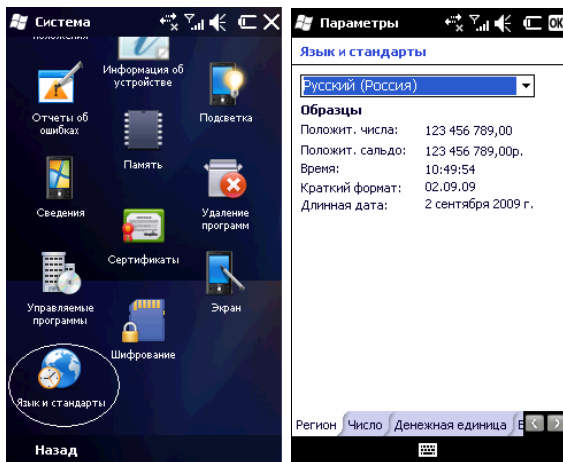 Система
положения
Информация об
устройстве
Отчеты об
ошибках
Подсветка
Память
Сведения
Удаление
программ
Сертификаты
Управляемые
программы
Экран
Шифрование
Язык и стандарты
Назад
Параметры
OK
Язык и стандарты
Русский (Россия)
Образцы
Положит. числа: 123 456 789,00
Положит. сальдо: 123 456 789,00р.
Время: 10:49:54
Краткий формат: 02.09.09
Длинная дата: 2 сентября 2009 г.
Регион Число Денежная единица